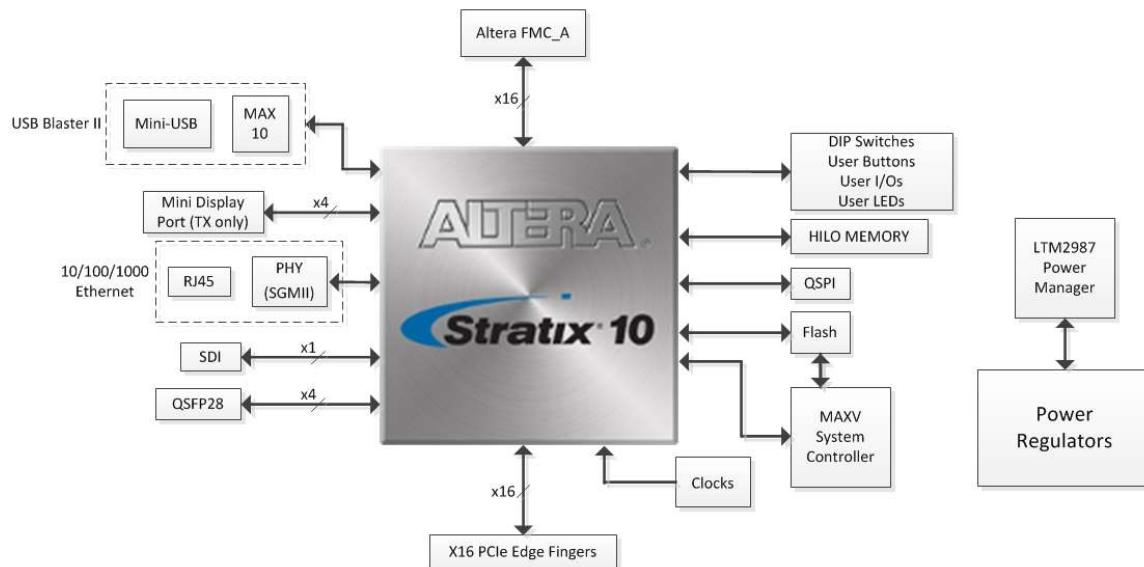 Altera FMC_A
x16
USB Blaster II
Mini-USB
MAX
10
DIP Switches
User Buttons
User I/Os
User LEDs
Mini Display
Port (TX only)
x4
ALTERA®
HILO MEMORY
LTM2987
Power
Manager
10/100/1000
Ethernet
RJ45
PHY
(SGMII)
QSPI
Stratix® 10
Flash
SDI
x1
QSFP28
x4
MAXV
System
Controller
Power
Regulators
x16
Clocks
X16 PCIe Edge Fingers